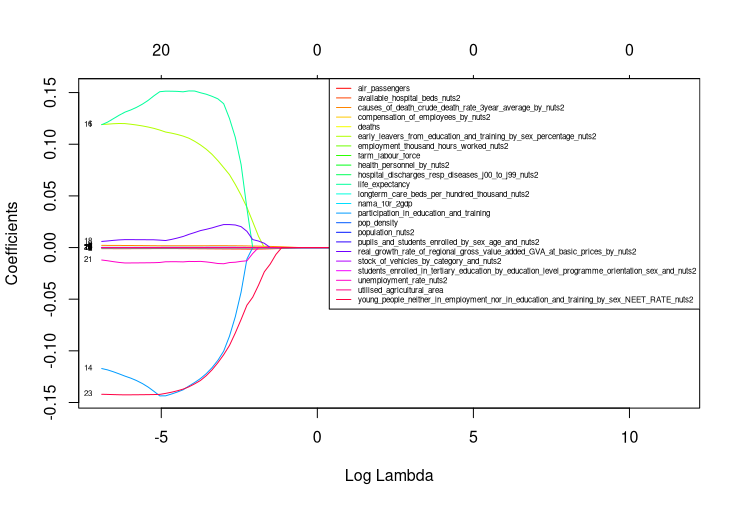 20 0 0 0
0.15
0.10
0.05
0.00
-0.05
-0.10
-0.15
Coefficients
18
21
14
23
air_passengers
available_hospital_beds_nuts2
causes_of_death_crude_death_rate_3year_average_by_nuts2
compensation_of_employees_by_nuts2
deaths
early_leavers_from_education_and_training_by_sex_percentage_nuts2
employment_thousand_hours_worked_nuts2
farm_labour_force
health_personnel_by_nuts2
hospital_discharges_resp_diseases_j00_to_j99_nuts2
life_expectancy
longterm_care_beds_per_hundred_thousand_nuts2
nama_10r_2gdp
participation_in_education_and_training
pop_density
population_nuts2
pupils_and_students_enrolled_by_sex_age_and_nuts2
real_growth_rate_of_regional_gross_value_added_GVA_at_basic_prices_by_nuts2
stock_of_vehicles_by_category_and_nuts2
students_enrolled_in_tertiary_education_by_education_level_programme_orientation_sex_and_nuts2
unemployment_rate_nuts2
utilised_agricultural_area
young_people_neither_in_employment_nor_in_education_and_training_by_sex_NEET_RATE_nuts2
-5 0 5 10
Log Lambda